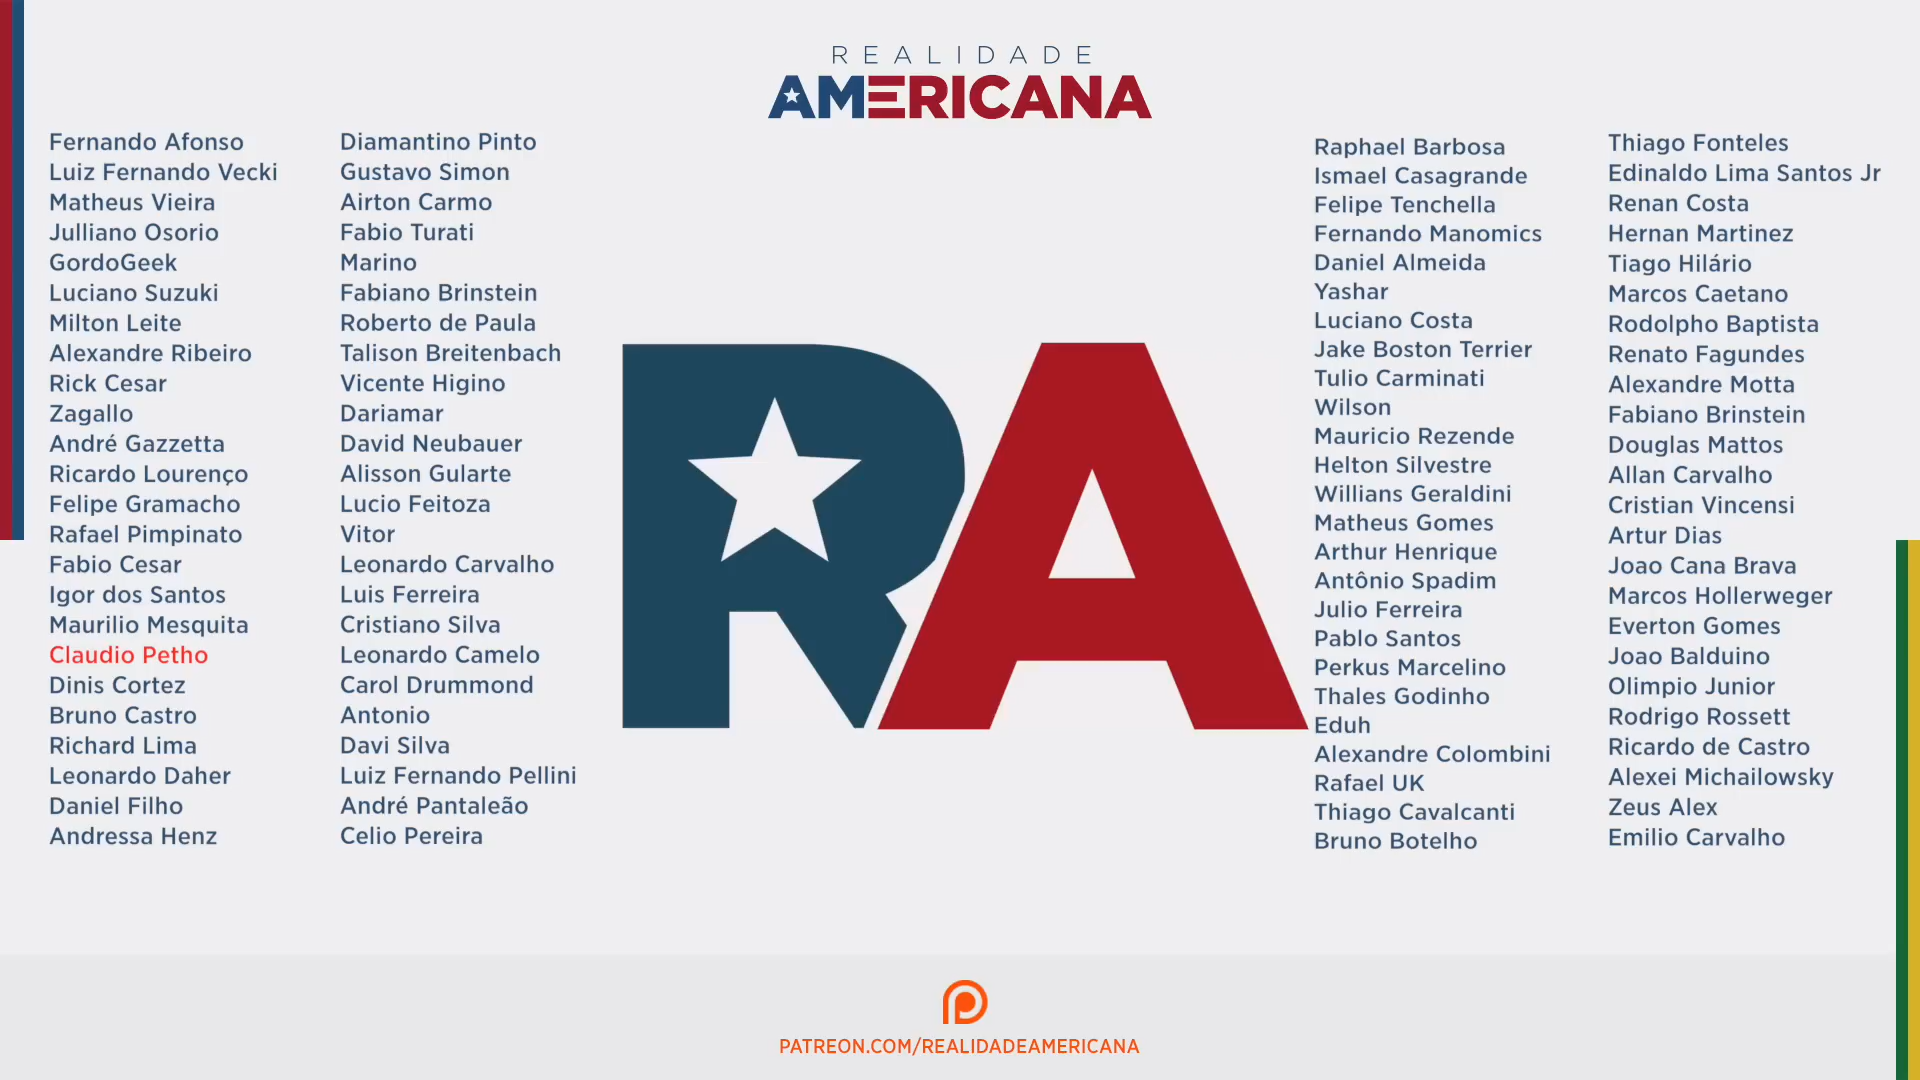 REALIDADE
AMERICANA
Fernando Afonso
Luiz Fernando Vecki
Matheus Vieira
Julliano Osorio
GordoGeek
Luciano Suzuki
Milton Leite
Alexandre Ribeiro
Rick Cesar
Zagallo
André Gazzetta
Ricardo Lourenço
Felipe Gramacho
Rafael Pimpinato
Fabio Cesar
Igor dos Santos
Maurilio Mesquita
Claudio Petho
Dinis Cortez
Bruno Castro
Richard Lima
Leonardo Daher
Daniel Filho
Andressa Henz
Diamantino Pinto
Gustavo Simon
Airton Carmo
Fabio Turati
Marino
Fabiano Brinstein
Roberto de Paula
Talison Breitenbach
Vicente Higino
Dariamar
David Neubauer
Alisson Gularte
Lucio Feitoza
Vitor
Leonardo Carvalho
Luis Ferreira
Cristiano Silva
Leonardo Camelo
Carol Drummond
Antonio
Davi Silva
Luiz Fernando Pellini
André Pantaleão
Celio Pereira
RA
Raphael Barbosa
Ismael Casagrande
Felipe Tenchella
Fernando Manomics
Daniel Almeida
Yashar
Luciano Costa
Jake Boston Terrier
Tulio Carminati
Wilson
Mauricio Rezende
Helton Silvestre
Willians Geraldini
Matheus Gomes
Arthur Henrique
Antônio Spadim
Julio Ferreira
Pablo Santos
Perkus Marcelino
Thales Godinho
Eduh
Alexandre Colombini
Rafael UK
Thiago Cavalcanti
Bruno Botelho
Thiago Fonteles
Edinaldo Lima Santos Jr
Renan Costa
Hernan Martinez
Tiago Hilário
Marcos Caetano
Rodolpho Baptista
Renato Fagundes
Alexandre Motta
Fabiano Brinstein
Douglas Mattos
Allan Carvalho
Cristian Vincensi
Artur Dias
Joao Cana Brava
Marcos Hollerweger
Everton Gomes
Joao Balduino
Olimpio Junior
Rodrigo Rossett
Ricardo de Castro
Alexei Michailowsky
Zeus Alex
Emilio Carvalho
PATREON.COM/REALIDADEAMERICANA